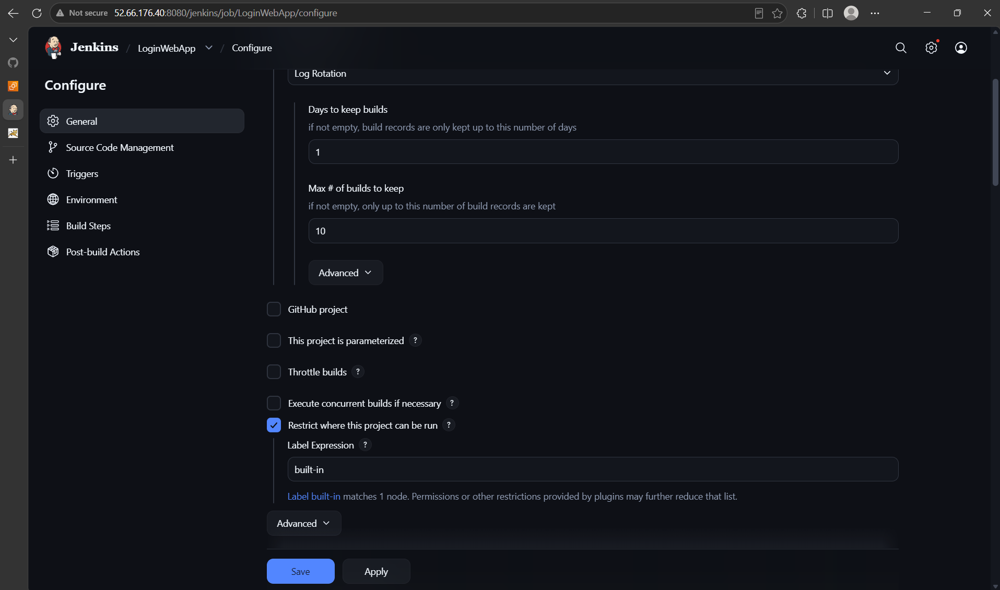 Not secure 52.66.176.40:8080/jenkins/job/LoginWebApp/configure
Jenkins / LoginWebApp / Configure
Configure
General
Source Code Management
Triggers
Environment
Build Steps
Post-build Actions
Log Rotation
Days to keep builds
if not empty, build records are only kept up to this number of days
1
Max # of builds to keep
if not empty, only up to this number of build records are kept
10
Advanced
GitHub project
This project is parameterized ?
Throttle builds ?
Execute concurrent builds if necessary ?
Restrict where this project can be run ?
Label Expression ?
built-in
Label built-in matches 1 node. Permissions or other restrictions provided by plugins may further reduce that list.
Advanced
Save Apply